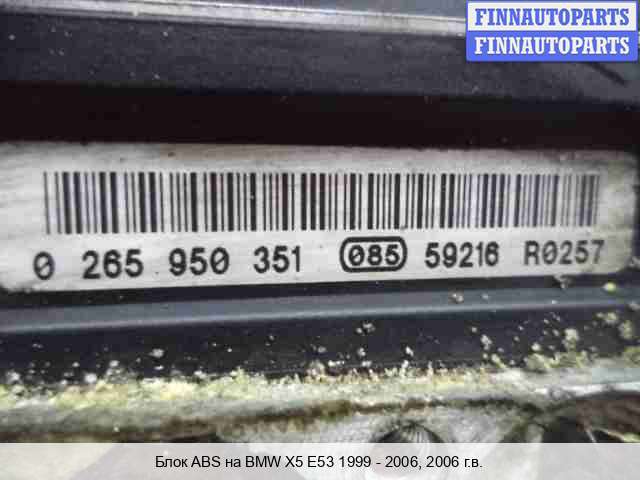 FINNAUTOPARTS
FINNAUTOPARTS
0 265 950 351 085 59216 R0257
Блок ABS на BMW X5 E53 1999 - 2006, 2006 г.в.